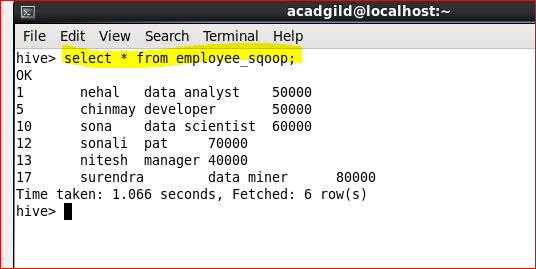 acadgild@localhost:~
File Edit View Search Terminal Help
hive> select * from employee_sqoop;
OK
1 nehal data analyst 50000
5 chinmay developer 50000
10 sona data scientist 60000
12 sonali pat 70000
13 nitesh manager 40000
17 surendra data miner 80000
Time taken: 1.066 seconds, Fetched: 6 row(s)
hive>